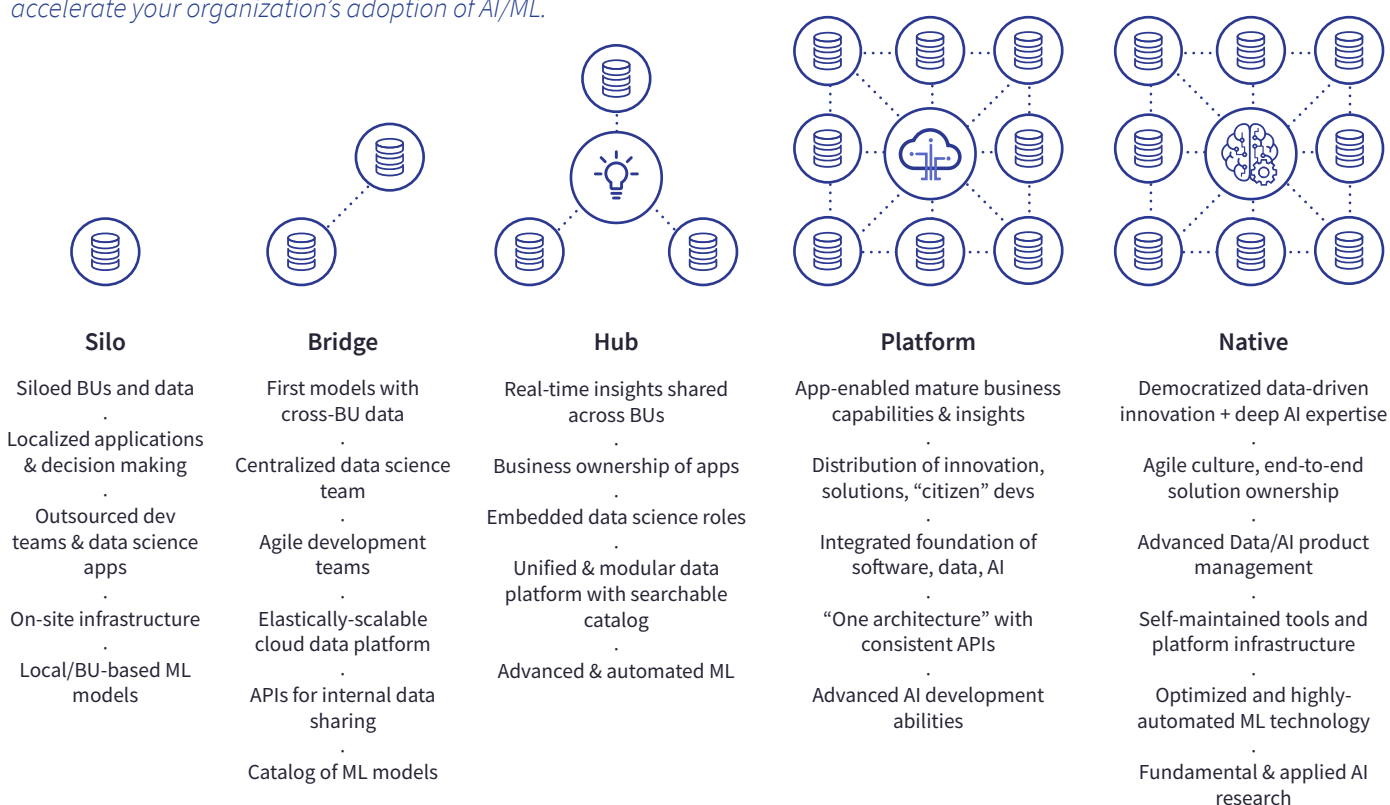 accelerate your organization's adoption of AI/ML.
Silo
Siloed BUs and data
.
Localized applications
& decision making
.
Outsourced dev
teams & data science
apps
.
On-site infrastructure
.
Local/BU-based ML
models
Bridge
First models with
cross-BU data
.
Centralized data science
team
.
Agile development
teams
.
Elastically-scalable
cloud data platform
.
APIs for internal data
sharing
.
Catalog of ML models
Hub
Real-time insights shared
across BUs
.
Business ownership of apps
.
Embedded data science roles
.
Unified & modular data
platform with searchable
catalog
.
Advanced & automated ML
Platform
App-enabled mature business
capabilities & insights
.
Distribution of innovation,
solutions, “citizen” devs
.
Integrated foundation of
software, data, AI
.
“One architecture” with
consistent APIs
.
Advanced AI development
abilities
Native
Democratized data-driven
innovation + deep AI expertise
.
Agile culture, end-to-end
solution ownership
.
Advanced Data/AI product
management
.
Self-maintained tools and
platform infrastructure
.
Optimized and highly-
automated ML technology
.
Fundamental & applied AI
research